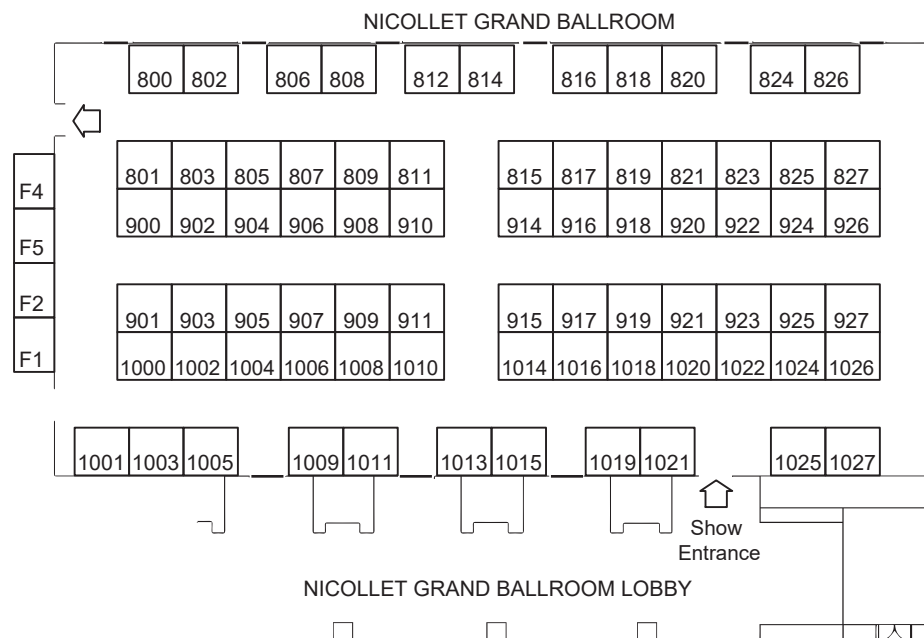 NICOLLET GRAND BALLROOM
800 802 806 808 812 814 816 818 820 824 826
801 803 805 807 809 811 815 817 819 821 823 825 827
F4
900 902 904 906 908 910 914 916 918 920 922 924 926
F5
F2
901 903 905 907 909 911 915 917 919 921 923 925 927
F1
1000 1002 1004 1006 1008 1010 1014 1016 1018 1020 1022 1024 1026
1001 1003 1005 1009 1011 1013 1015 1019 1021 1025 1027
Show
Entrance
NICOLLET GRAND BALLROOM LOBBY